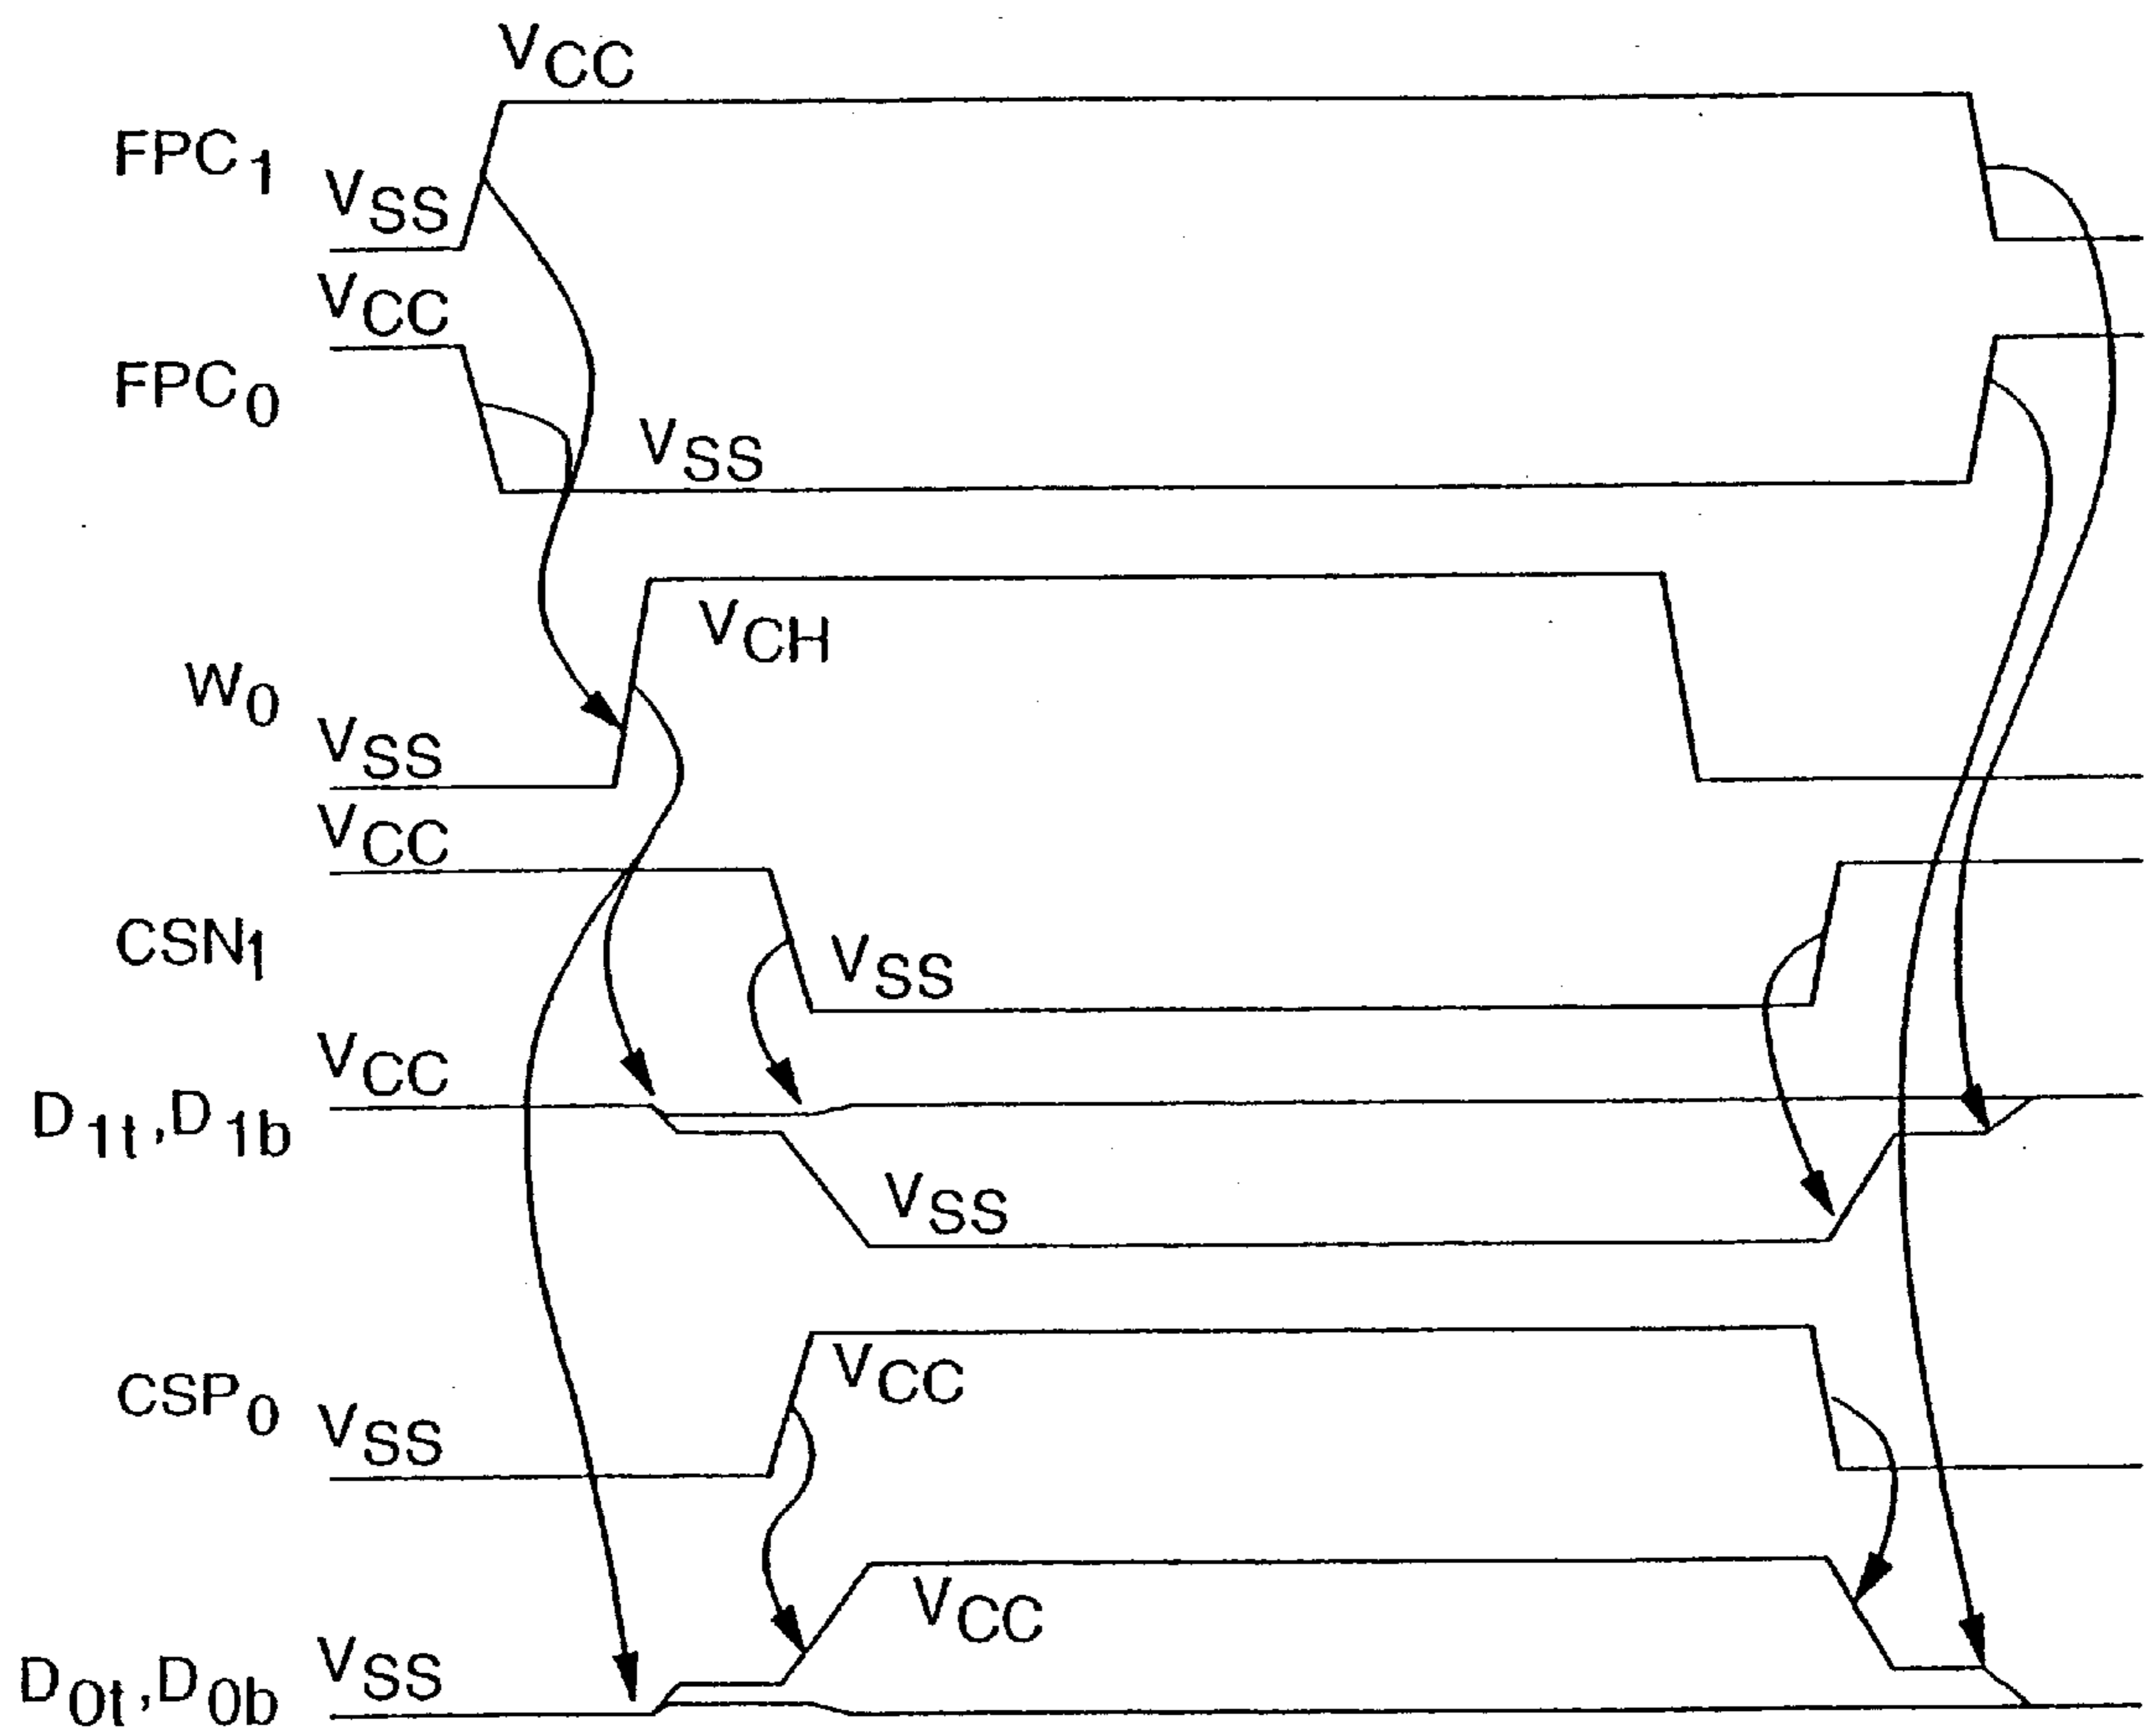 VCC
FPC1
VSS
VCC
FPC0
VSS
VCH
W0
VSS
VCC
CSN1
VSS
VCC
D1t,D1b
VSS
VCC
CSP0
VSS
VCC
VSS
D0t,D0b